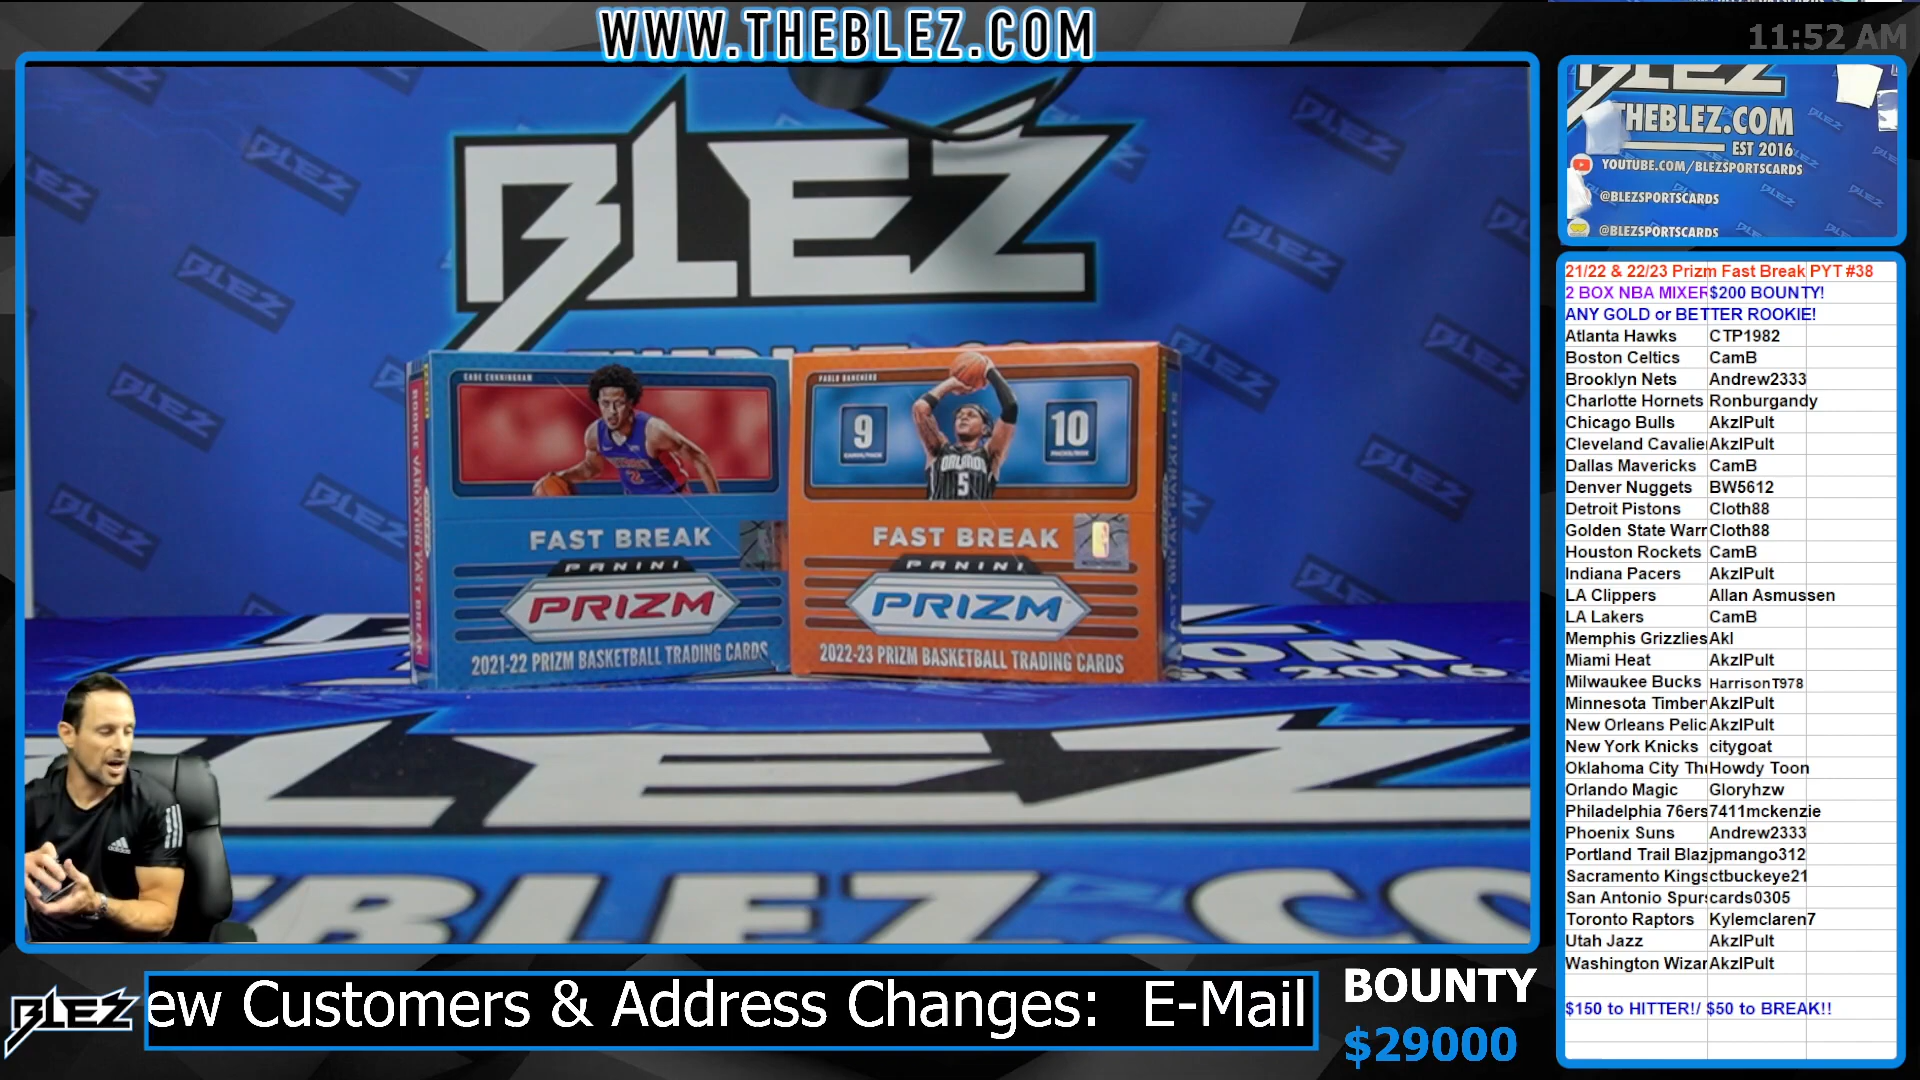 WWW.THEBLEZ.COM
11:52 AM
BLEZ
CADE CUNNINGHAM
FAST BREAK
PANINI
PRIZM
2021-22 PRIZM BASKETBALL TRADING CARDS
PAOLO BANCHERO
9
10
ORLANDO
5
FAST BREAK
PANINI
PRIZM
2022-23 PRIZM BASKETBALL TRADING CARDS
BLEZ
THEBLEZ.COM
EST 2016
YOUTUBE.COM/BLEZSPORTSCARDS
@BLEZSPORTSCARDS
@BLEZSPORTSCARDS
21/22 & 22/23 Prizm Fast Break PYT #38
2 BOX NBA MIXER $200 BOUNTY!
ANY GOLD or BETTER ROOKIE!
Atlanta Hawks CTP1982
Boston Celtics CamB
Brooklyn Nets Andrew2333
Charlotte Hornets Ronburgandy
Chicago Bulls AkzlPult
Cleveland Cavalie AkzlPult
Dallas Mavericks CamB
Denver Nuggets BW5612
Detroit Pistons Cloth88
Golden State Warr Cloth88
Houston Rockets CamB
Indiana Pacers AkzlPult
LA Clippers Allan Asmussen
LA Lakers CamB
Memphis Grizzlies Akl
Miami Heat AkzlPult
Milwaukee Bucks HarrisonT978
Minnesota Timber AkzlPult
New Orleans Pelic AkzlPult
New York Knicks citygoat
Oklahoma City Thu Howdy Toon
Orlando Magic Gloryhzw
Philadelphia 76ers 7411mckenzie
Phoenix Suns Andrew2333
Portland Trail Blaz jpmango312
Sacramento Kings ctbuckeye21
San Antonio Spurs cards0305
Toronto Raptors Kylemclaren7
Utah Jazz AkzlPult
Washington Wizar AkzlPult
$150 to HITTER!/ $50 to BREAK!!
BLEZ
ew Customers & Address Changes: E-Mail
BOUNTY
$29000